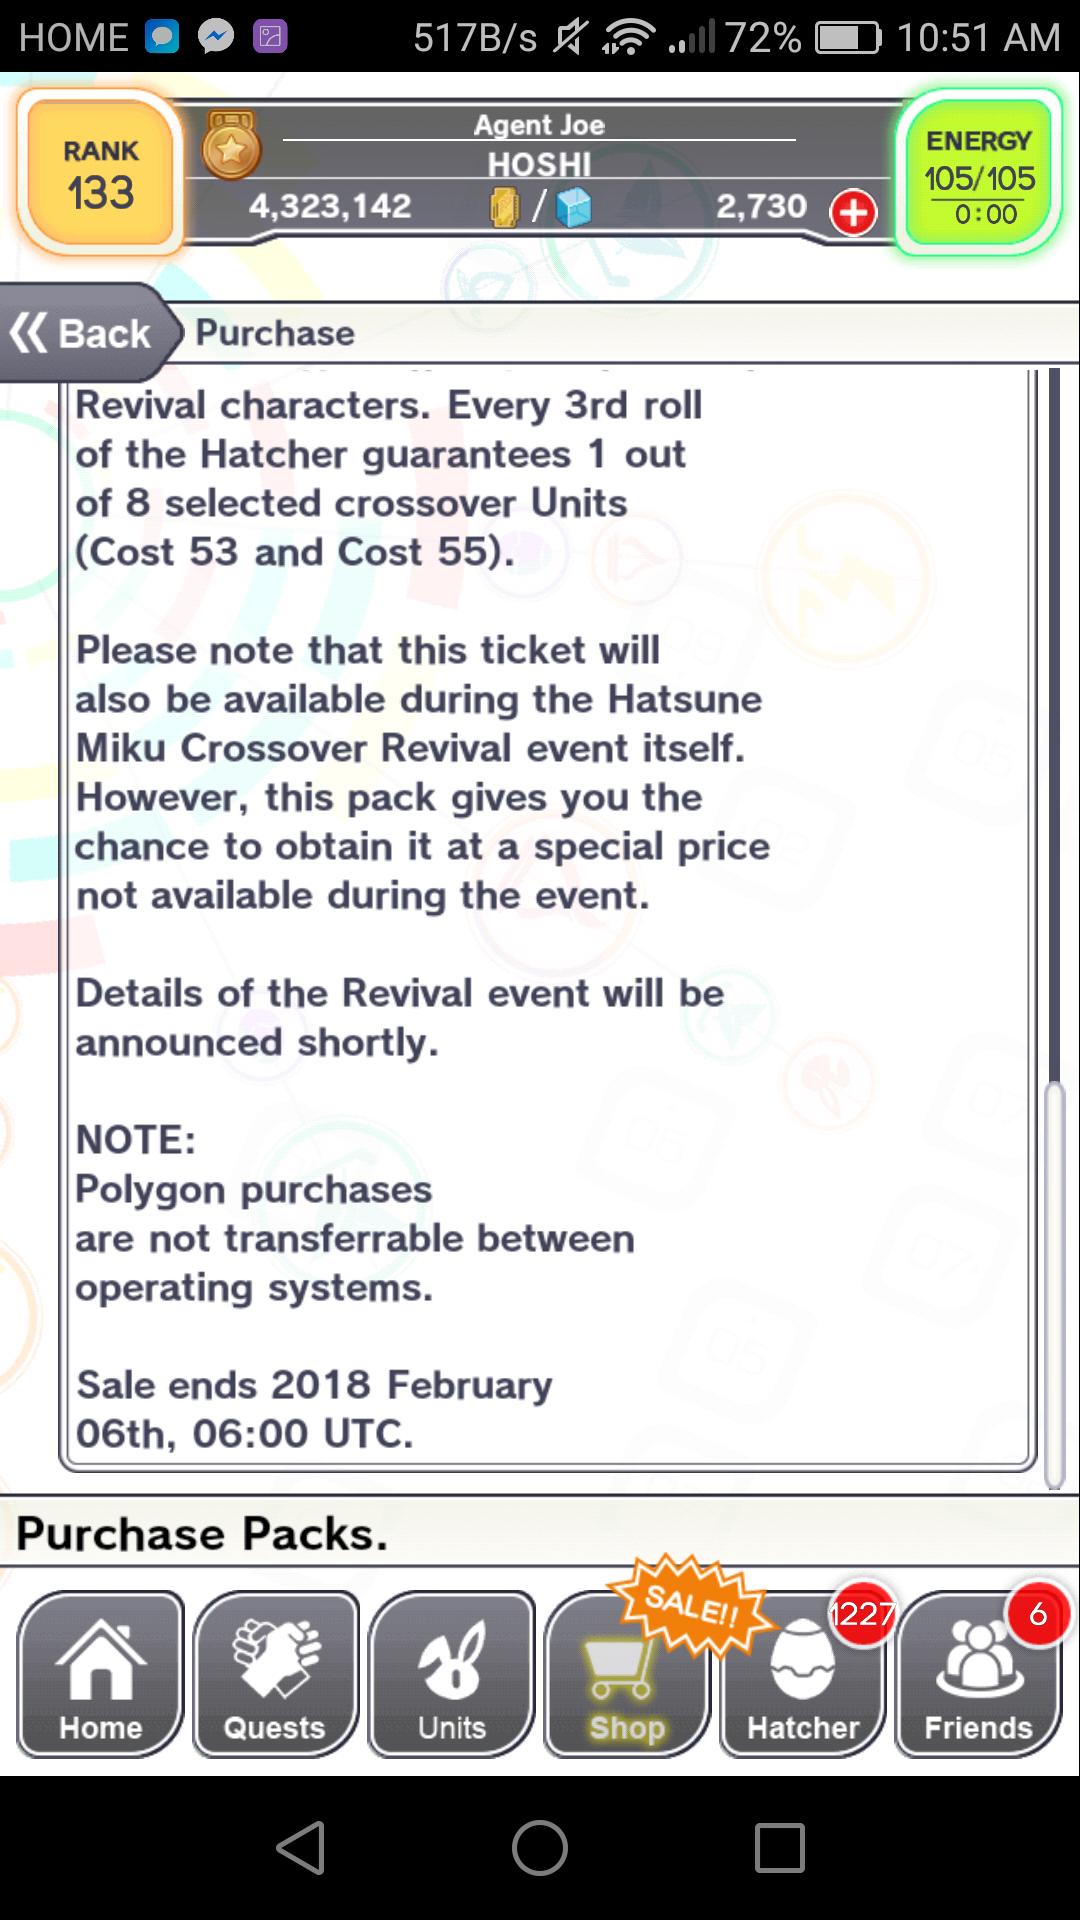 HOME 517B/s 72% 10:51 AM
RANK
133
Agent Joe
HOSHI
4,323,142 / 2,730
ENERGY
105/105
0:00
Back
Purchase
Revival characters. Every 3rd roll
of the Hatcher guarantees 1 out
of 8 selected crossover Units
(Cost 53 and Cost 55).
Please note that this ticket will
also be available during the Hatsune
Miku Crossover Revival event itself.
However, this pack gives you the
chance to obtain it at a special price
not available during the event.
Details of the Revival event will be
announced shortly.
NOTE:
Polygon purchases
are not transferrable between
operating systems.
Sale ends 2018 February
06th, 06:00 UTC.
Purchase Packs.
SALE!!
1227
6
Home Quests Units Shop Hatcher Friends